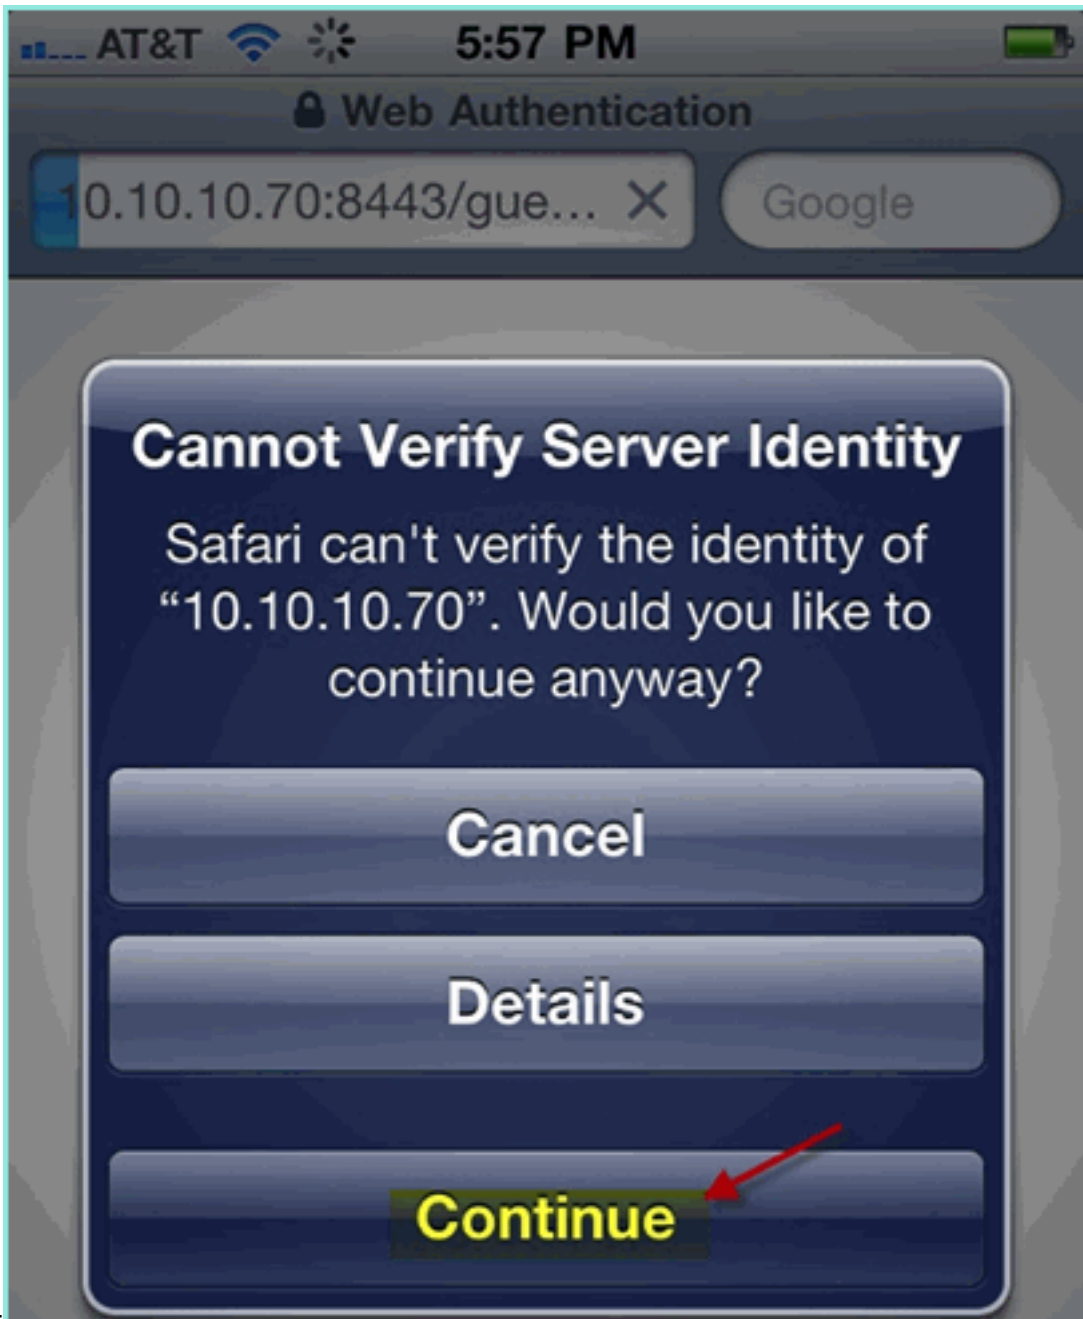 AT&T 5:57 PM
Web Authentication
10.10.10.70:8443/gue... Google
Cannot Verify Server Identity
Safari can't verify the identity of
“10.10.10.70”. Would you like to
continue anyway?
Cancel
Details
Continue